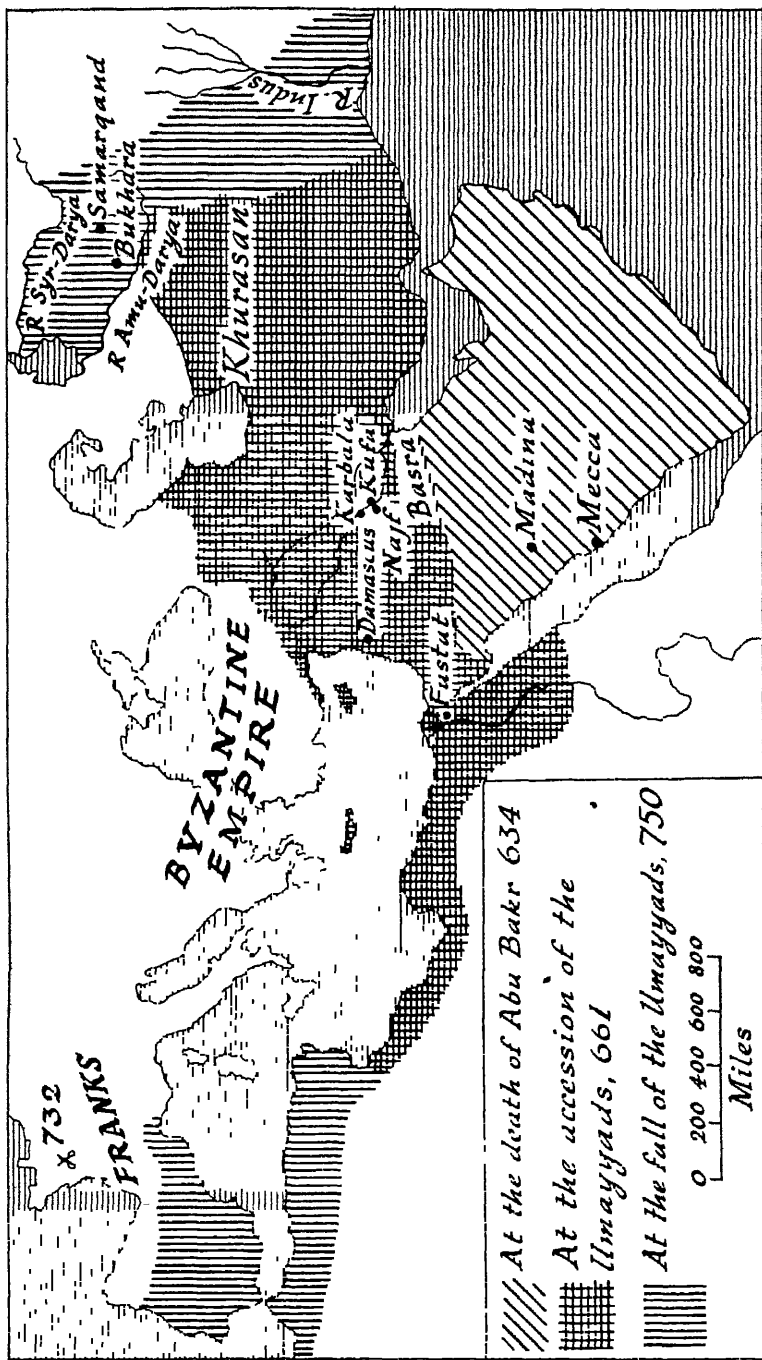 x 732
FRANKS
BYZANTINE
EMPIRE
R Syr-Darya
Samarqand
Bukhara
R Amu-Darya
Khurasan
R. Indus
Karbala
Kufa
Damascus
Najf
Basra
Fustut
Madina
Mecca
At the death of Abu Bakr 634
At the accession of the
Umayyads, 661
At the full of the Umayyads, 750
0 200 400 600 800
Miles